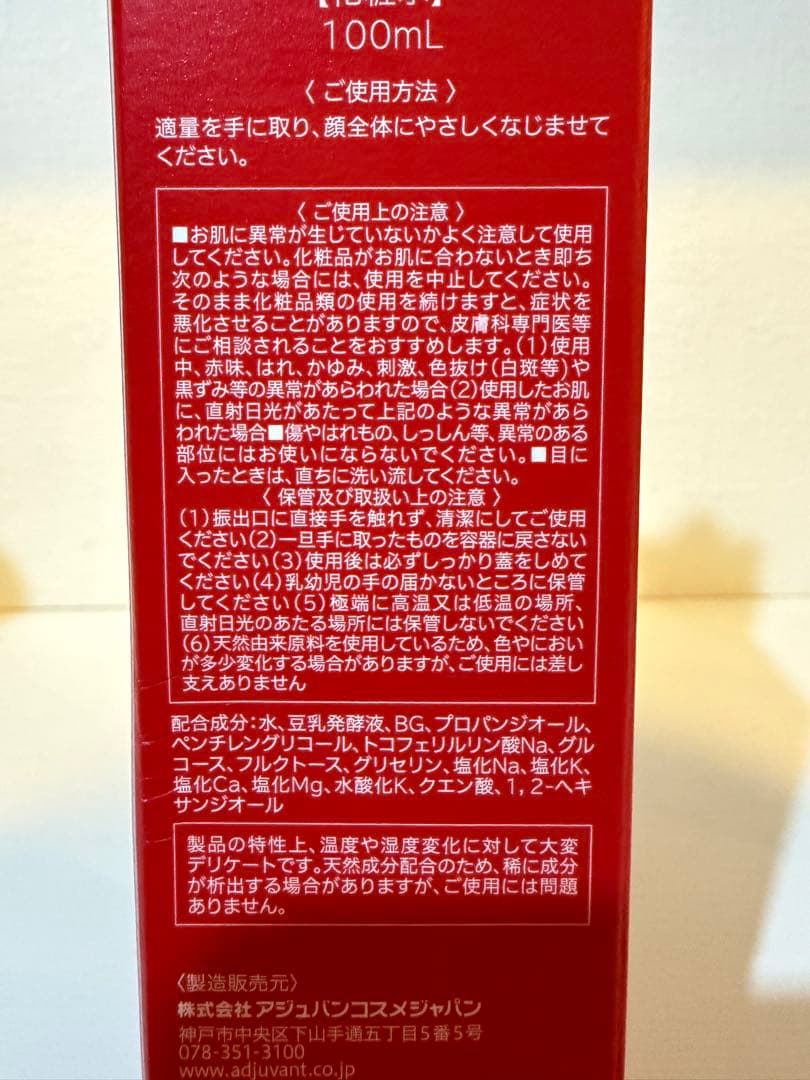 【化粧水】
100mL
〈 ご使用方法 〉
適量を手に取り、顔全体にやさしくなじませて
ください。
〈 ご使用上の注意 〉
■お肌に異常が生じていないかよく注意して使用
してください。化粧品がお肌に合わないとき即ち
次のような場合には、使用を中止してください。
そのまま化粧品類の使用を続けますと、症状を
悪化させることがありますので、皮膚科専門医等
にご相談されることをおすすめします。(1)使用
中、赤味、はれ、かゆみ、刺激、色抜け(白斑等)や
黒ずみ等の異常があらわれた場合(2)使用したお肌
に、直射日光があたって上記のような異常があら
われた場合■傷やはれもの、しっしん等、異常のある
部位にはお使いにならないでください。■目に
入ったときは、直ちに洗い流してください。
〈 保管及び取扱い上の注意 〉
(1)振出口に直接手を触れず、清潔にしてご使用
ください(2)一旦手に取ったものを容器に戻さない
でください(3)使用後は必ずしっかり蓋をしめて
ください(4)乳幼児の手の届かないところに保管
してください(5)極端に高温又は低温の場所、
直射日光のあたる場所には保管しないでください
(6)天然由来原料を使用しているため、色やにおい
が多少変化する場合がありますが、ご使用には差し
支えありません
配合成分:水、豆乳発酵液、BG、プロパンジオール、
ペンチレングリコール、トコフェリルリン酸Na、グル
コース、フルクトース、グリセリン、塩化Na、塩化K、
塩化Ca、塩化Mg、水酸化K、クエン酸、1,2-ヘキ
サンジオール
製品の特性上、温度や湿度変化に対して大変
デリケートです。天然成分配合のため、稀に成分
が析出する場合がありますが、ご使用には問題
ありません。
〈製造販売元〉
株式会社 アジュバンコスメジャパン
神戸市中央区下山手通五丁目5番5号
078-351-3100
www.adjuvant.co.jp